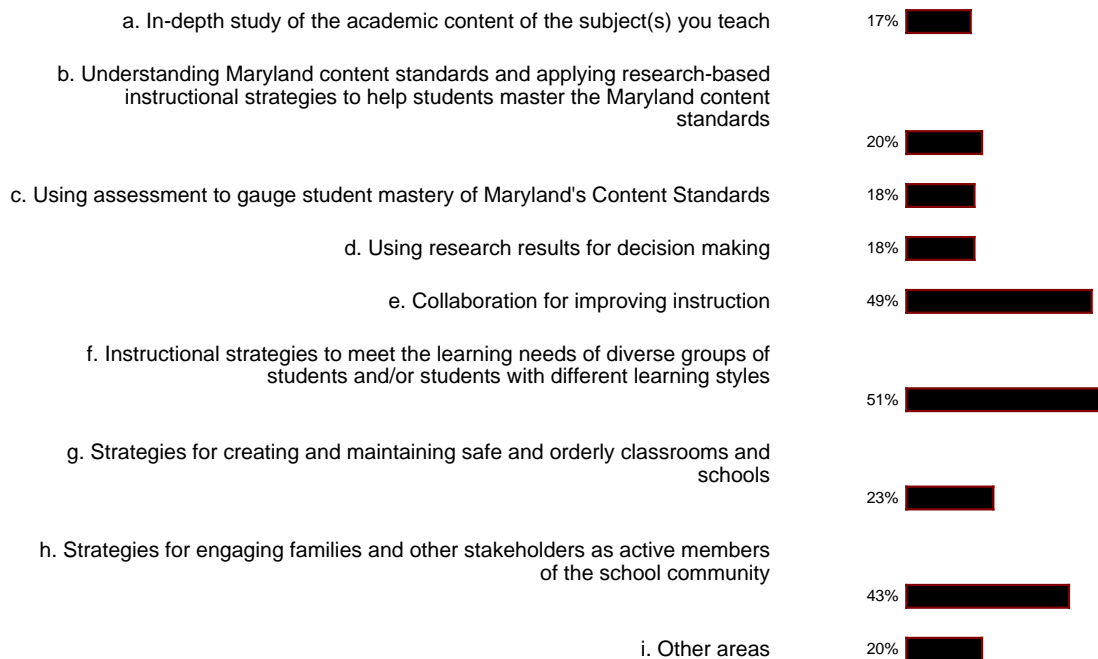 a. In-depth study of the academic content of the subject(s) you teach 17%
b. Understanding Maryland content standards and applying research-based
instructional strategies to help students master the Maryland content
standards
20%
c. Using assessment to gauge student mastery of Maryland's Content Standards 18%
d. Using research results for decision making 18%
e. Collaboration for improving instruction 49%
f. Instructional strategies to meet the learning needs of diverse groups of
students and/or students with different learning styles
51%
g. Strategies for creating and maintaining safe and orderly classrooms and
schools
23%
h. Strategies for engaging families and other stakeholders as active members
of the school community
43%
i. Other areas 20%